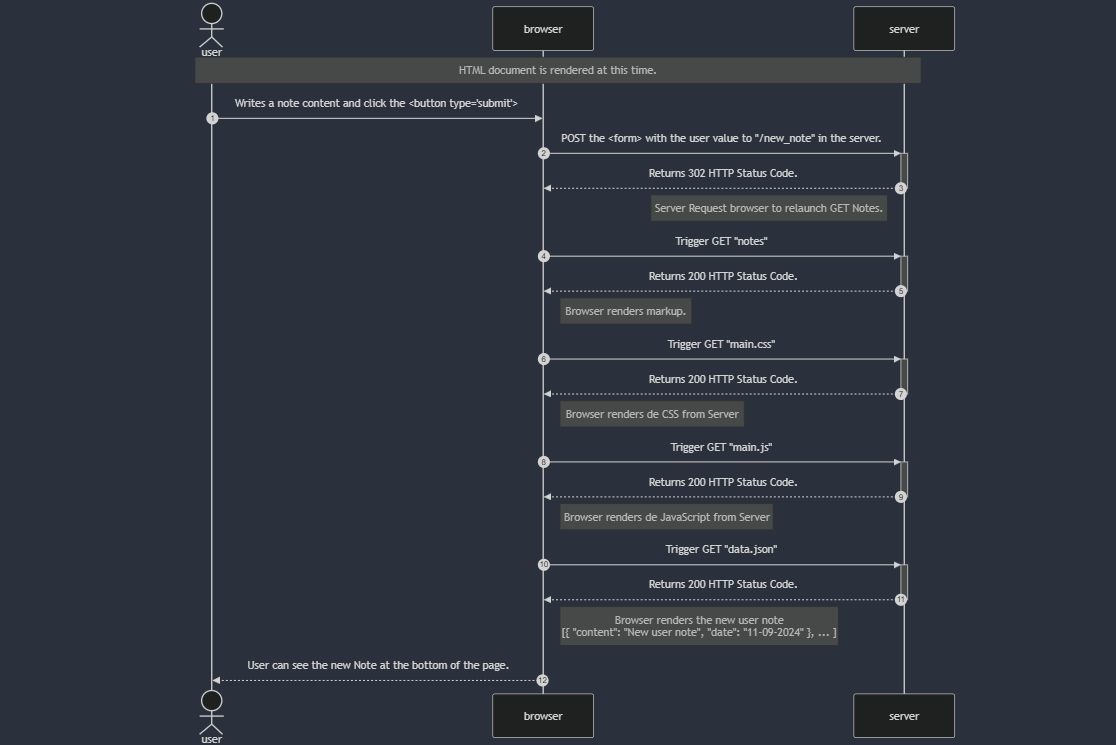 user
browser
server
HTML document is rendered at this time.
Writes a note content and click the <button type='submit'>
1
POST the <form> with the user value to "/new_note" in the server.
2
Returns 302 HTTP Status Code.
3
Server Request browser to relaunch GET Notes.
Trigger GET "notes"
4
Returns 200 HTTP Status Code.
5
Browser renders markup.
Trigger GET "main.css"
6
Returns 200 HTTP Status Code.
7
Browser renders de CSS from Server
Trigger GET "main.js"
8
Returns 200 HTTP Status Code.
9
Browser renders de JavaScript from Server
Trigger GET "data.json"
10
Returns 200 HTTP Status Code.
11
Browser renders the new user note
[{ "content": "New user note", "date": "11-09-2024" }, ... ]
User can see the new Note at the bottom of the page.
12
user
browser
server